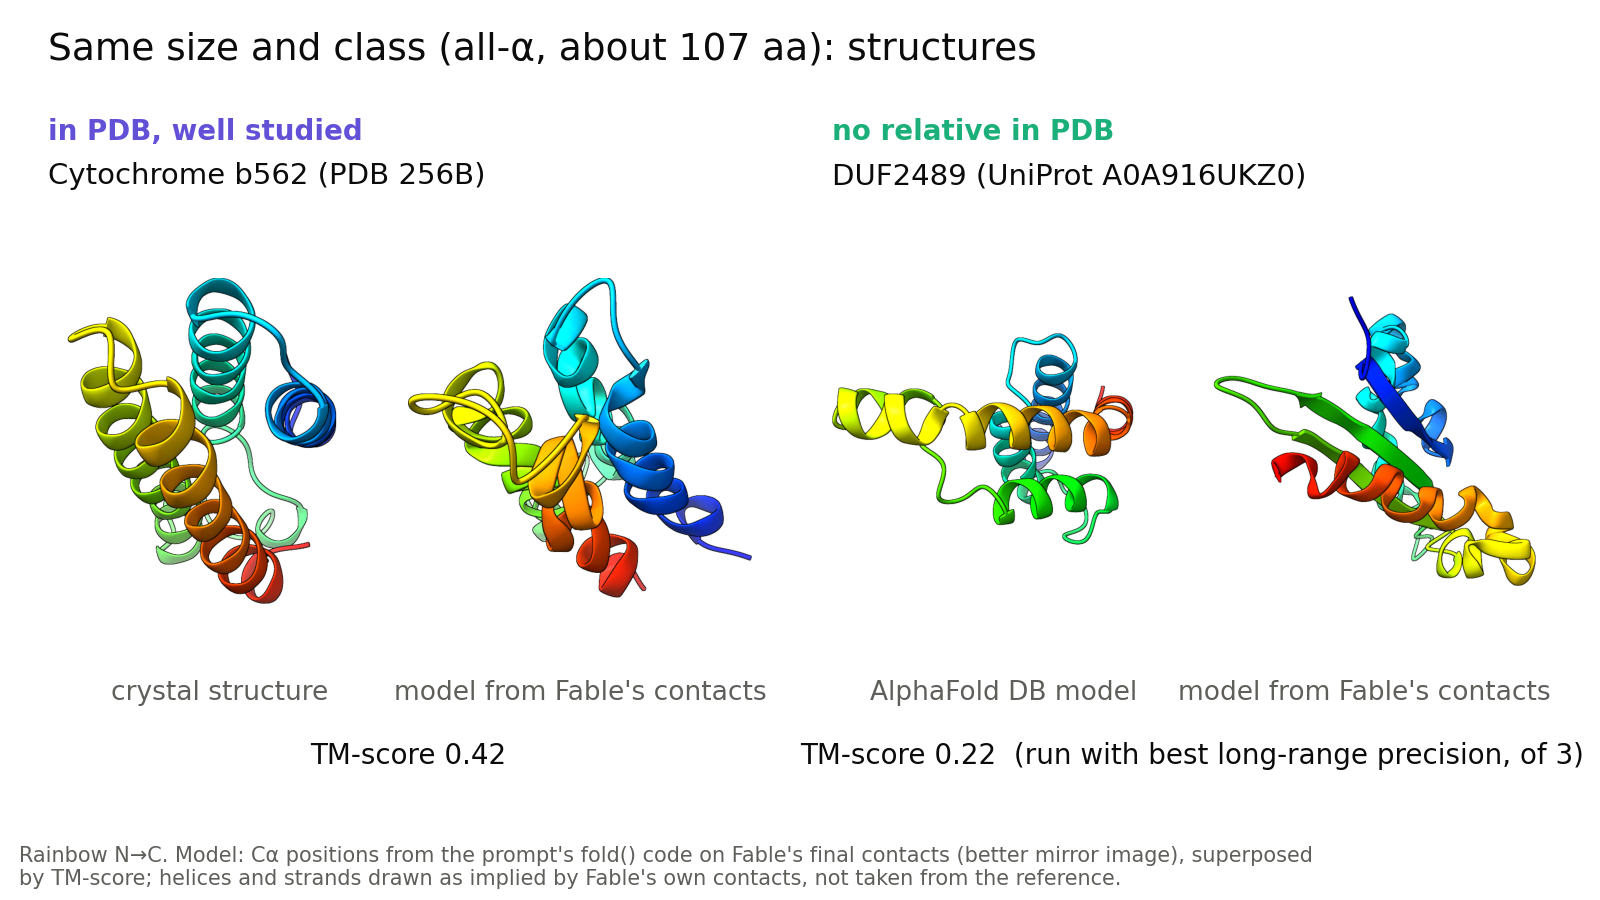 Same size and class (all-α, about 107 aa): structures
in PDB, well studied
Cytochrome b562 (PDB 256B)
no relative in PDB
DUF2489 (UniProt A0A916UKZ0)
crystal structure
model from Fable's contacts
AlphaFold DB model
model from Fable's contacts
TM-score 0.42
TM-score 0.22  (run with best long-range precision, of 3)
Rainbow N→C. Model: Cα positions from the prompt's fold() code on Fable's final contacts (better mirror image), superposed
by TM-score; helices and strands drawn as implied by Fable's own contacts, not taken from the reference.